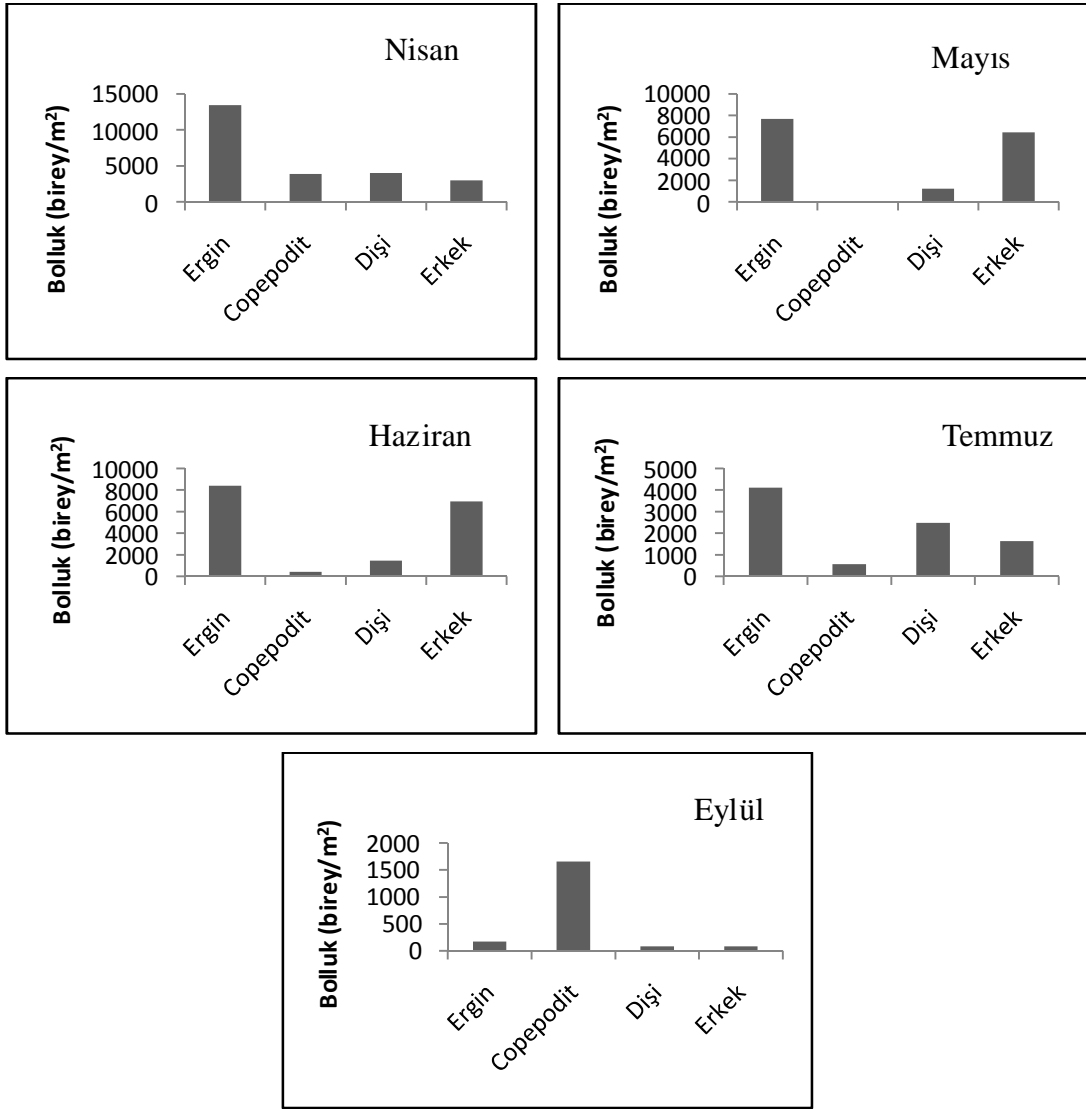 Nisan
Bolluk (birey/m²)
15000
10000
5000
0
Ergin
Copepodit
Dişi
Erkek
Mayıs
Bolluk (birey/m²)
10000
8000
6000
4000
2000
0
Ergin
Copepodit
Dişi
Erkek
Haziran
Bolluk (birey/m²)
10000
8000
6000
4000
2000
0
Ergin
Copepodit
Dişi
Erkek
Temmuz
Bolluk (birey/m²)
5000
4000
3000
2000
1000
0
Ergin
Copepodit
Dişi
Erkek
Eylül
Bolluk (birey/m²)
2000
1500
1000
500
0
Ergin
Copepodit
Dişi
Erkek